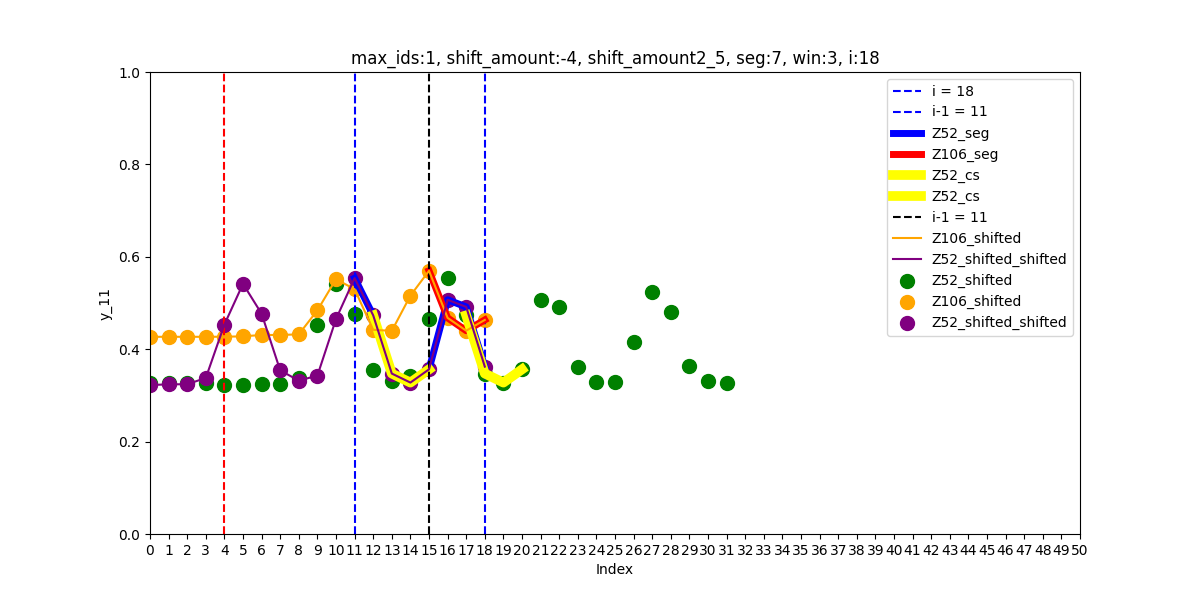 max_ids:1, shift_amount:-4, shift_amount2_5, seg:7, win:3, i:18
1.0
0.8
0.6
0.4
0.2
0.0
y_11
i = 18
i-1 = 11
Z52_seg
Z106_seg
Z52_cs
Z52_cs
i-1 = 11
Z106_shifted
Z52_shifted_shifted
Z52_shifted
Z106_shifted
Z52_shifted_shifted
0 1 2 3 4 5 6 7 8 9 10 11 12 13 14 15 16 17 18 19 20 21 22 23 24 25 26 27 28 29 30 31 32 33 34 35 36 37 38 39 40 41 42 43 44 45 46 47 48 49 50
Index